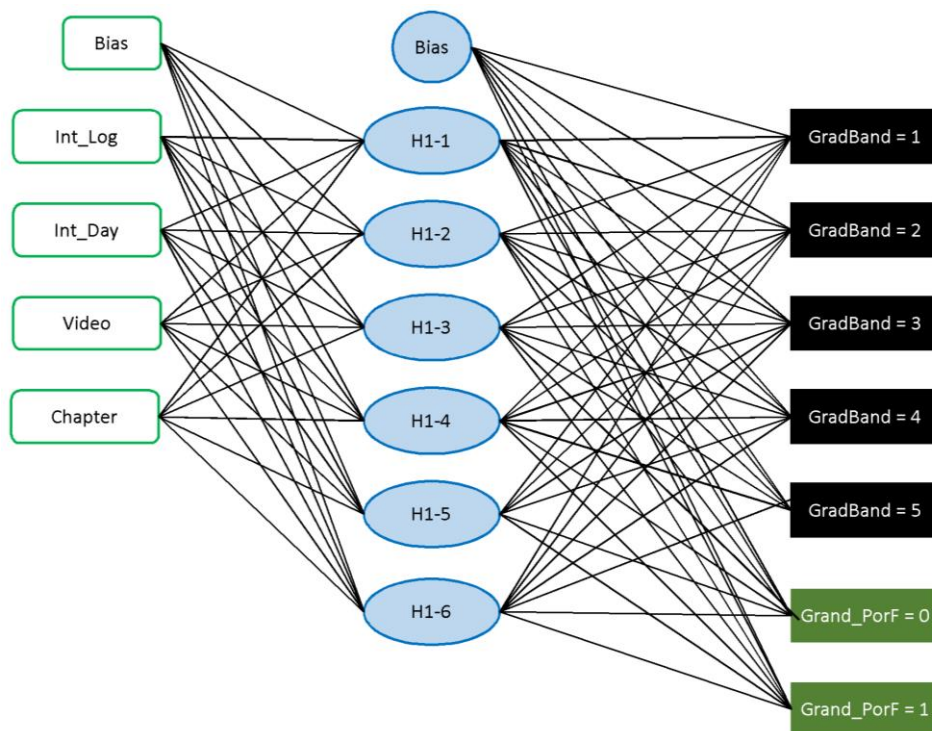 Bias
Int_Log
Int_Day
Video
Chapter
Bias
H1-1
H1-2
H1-3
H1-4
H1-5
H1-6
GradBand = 1
GradBand = 2
GradBand = 3
GradBand = 4
GradBand = 5
Grand_PorF = 0
Grand_PorF = 1